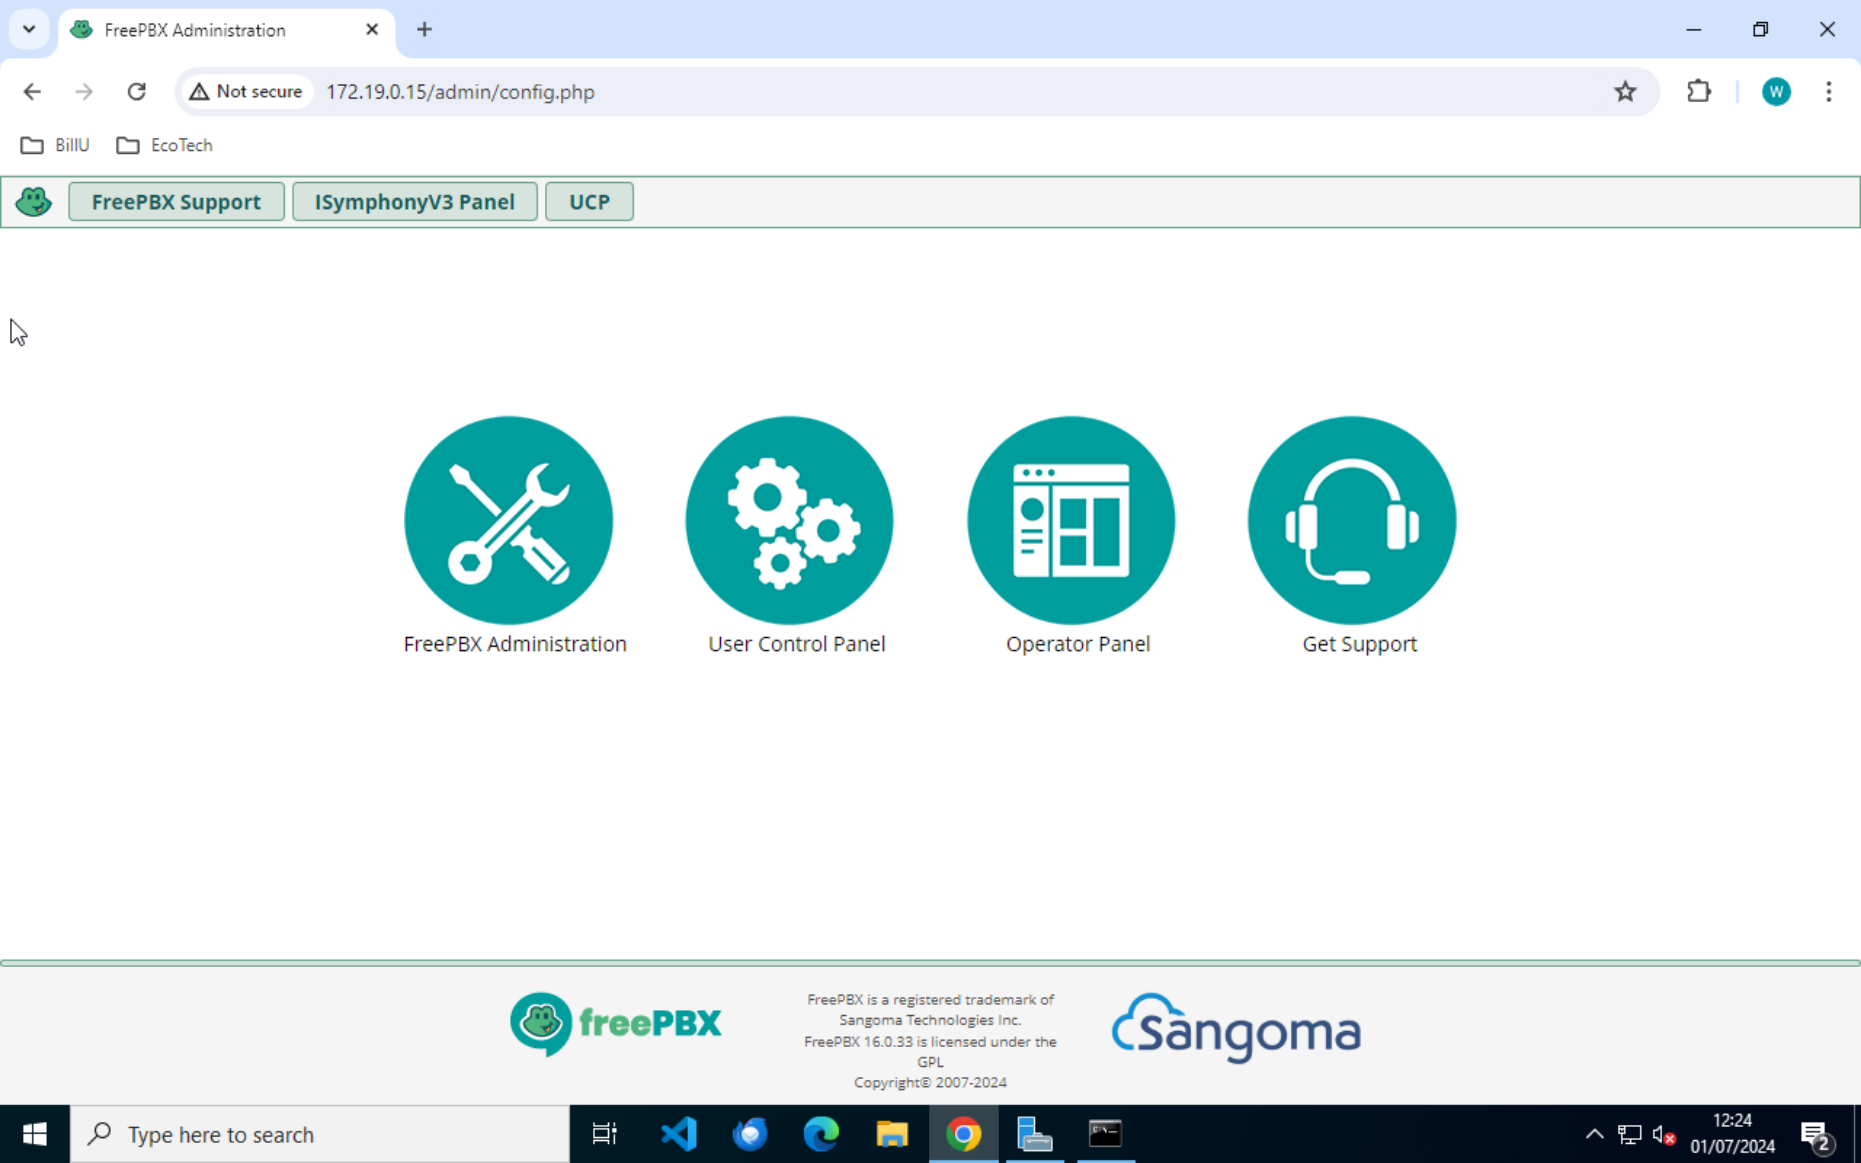 FreePBX Administration
Not secure
172.19.0.15/admin/config.php
W
BillU
EcoTech
FreePBX Support
ISymphonyV3 Panel
UCP
FreePBX Administration
User Control Panel
Operator Panel
Get Support
freePBX
FreePBX is a registered trademark of
Sangoma Technologies Inc.
FreePBX 16.0.33 is licensed under the
GPL
Copyright© 2007-2024
Sangoma
Type here to search
12:24
01/07/2024
2